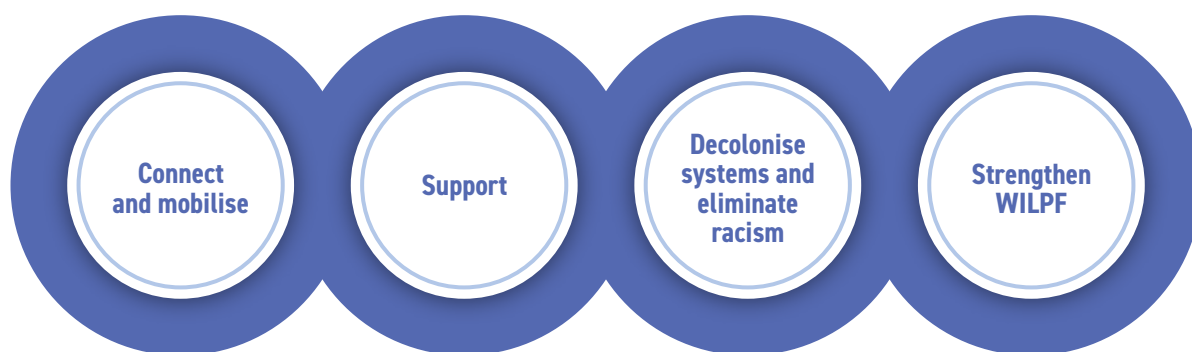 Connect
and mobilise
Support
Decolonise
systems and
eliminate
racism
Strengthen
WILPF